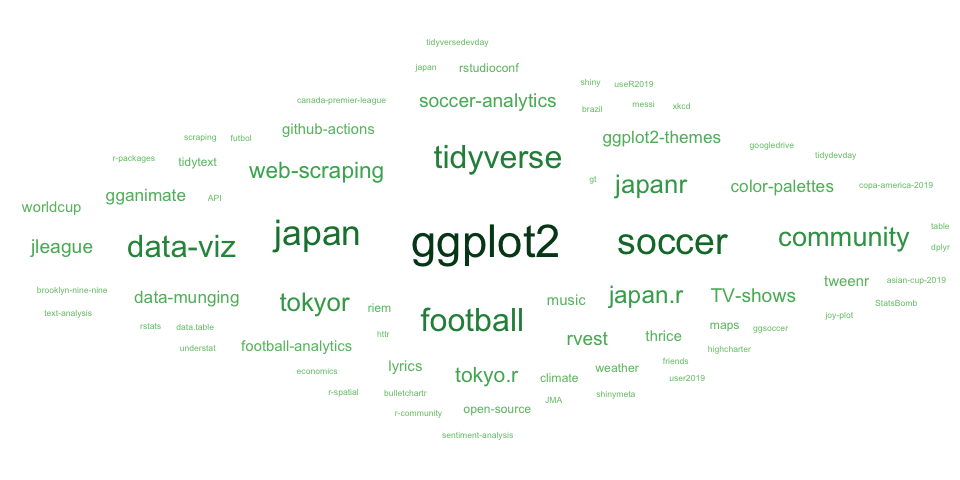 tidyversedevday
japan rstudioconf
shiny useR2019
canada-premier-league soccer-analytics brazil messi xkcd
scraping futbol github-actions ggplot2-themes googledrive
r-packages tidytext web-scraping tidyverse tidydevday
gganimate API gt japanr color-palettes copa-america-2019
worldcup table
jleague data-viz japan ggplot2 soccer community dplyr
brooklyn-nine-nine tweenr asian-cup-2019
data-munging tokyor riem music japan.r TV-shows StatsBomb
text-analysis football joy-plot
rstats data.table httr rvest thrice maps ggsoccer
understat football-analytics highcharter
economics lyrics tokyo.r climate weather friends user2019
r-spatial bulletchartr JMA shinymeta
r-community open-source
sentiment-analysis